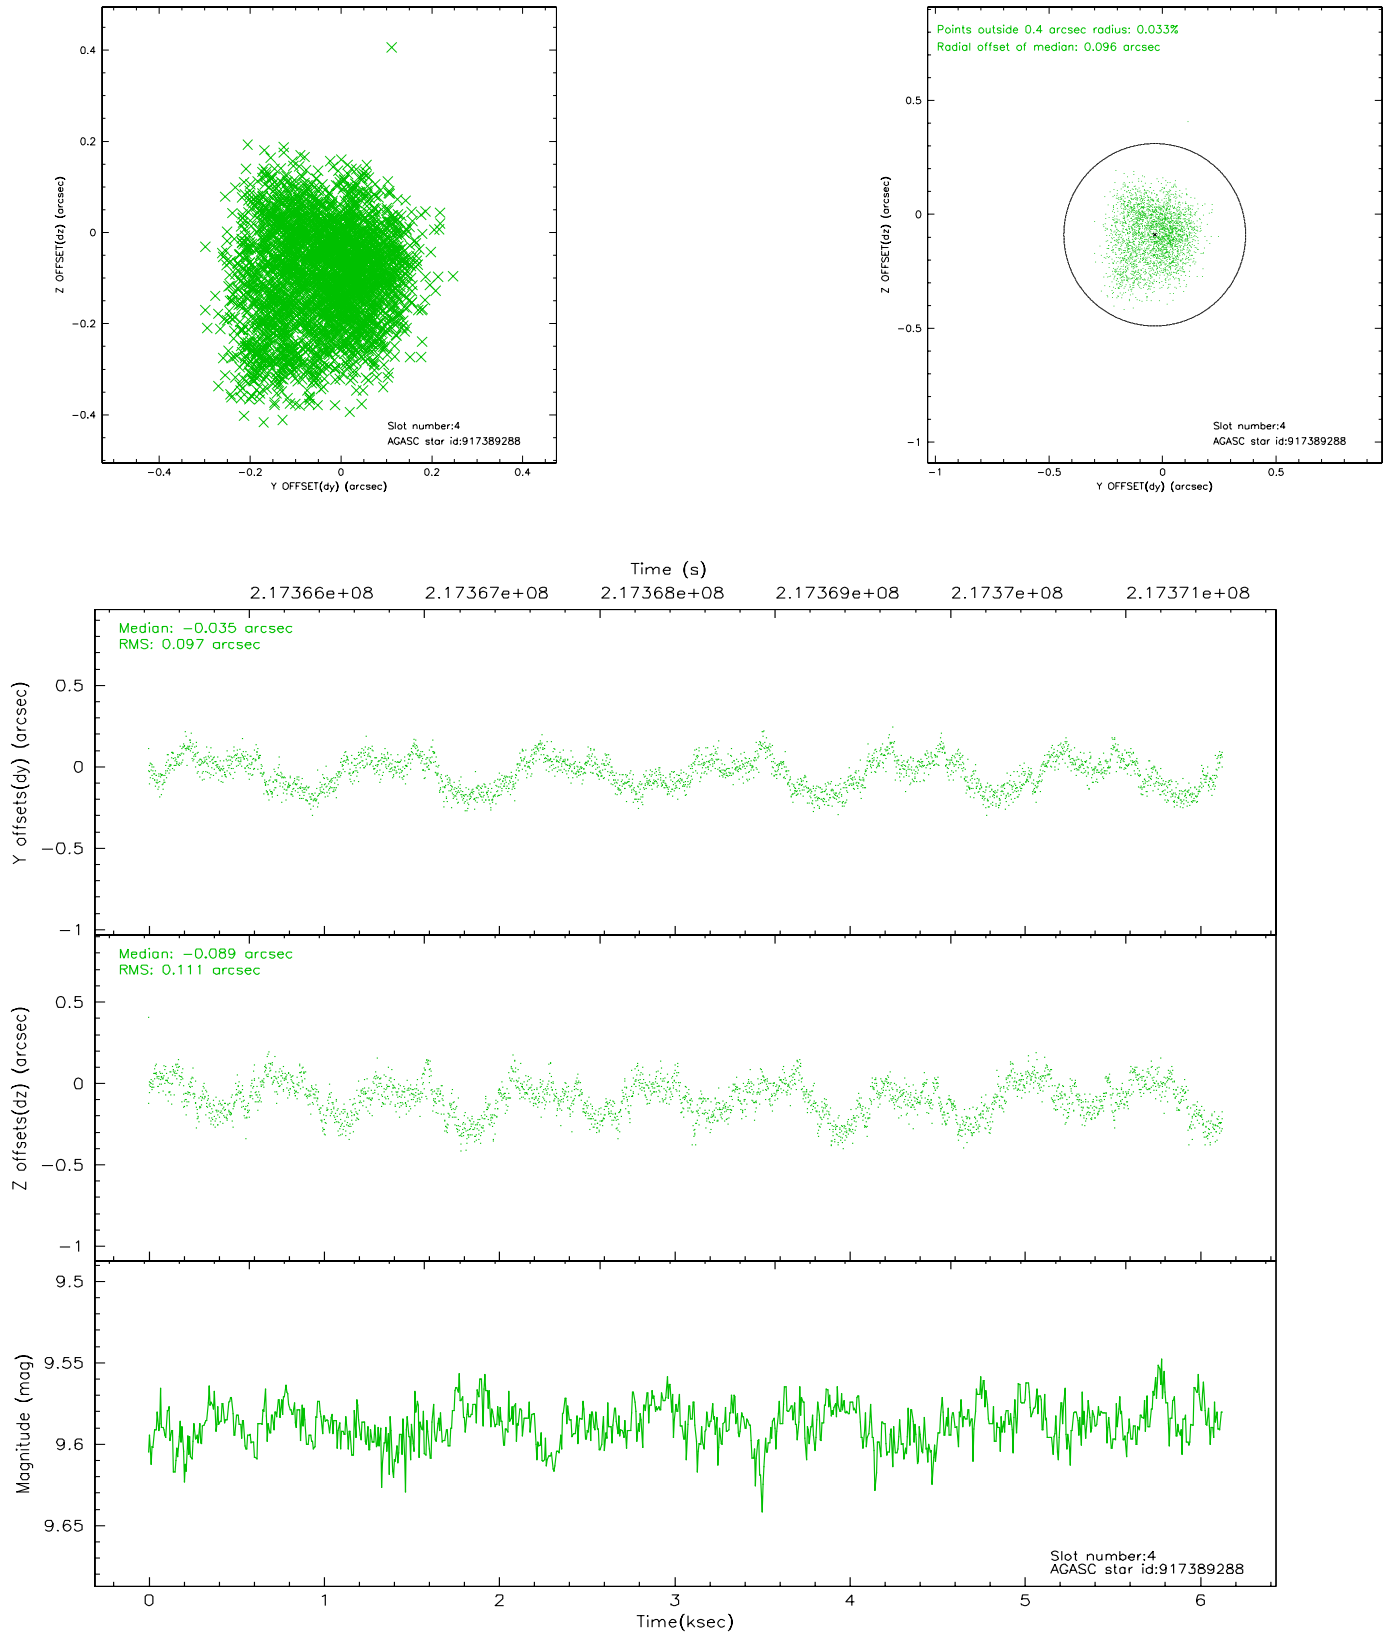 0.4
0.2
0
-0.2
-0.4
Z OFFSET(dz) (arcsec)
Slot number:4
AGASC star id:917389288
-0.4 -0.2 0 0.2 0.4
Y OFFSET(dy) (arcsec)
Points outside 0.4 arcsec radius: 0.033%
Radial offset of median: 0.096 arcsec
0.5
0
-0.5
-1
Z OFFSET(dz) (arcsec)
Slot number:4
AGASC star id:917389288
-1 -0.5 0 0.5
Y OFFSET(dy) (arcsec)
Time (s)
2.17366e+08 2.17367e+08 2.17368e+08 2.17369e+08 2.1737e+08 2.17371e+08
Median: -0.035 arcsec
RMS: 0.097 arcsec
0.5
0
-0.5
-1
Y offsets(dy) (arcsec)
Median: -0.089 arcsec
RMS: 0.111 arcsec
0.5
0
-0.5
-1
Z offsets(dz) (arcsec)
9.5
9.55
9.6
9.65
Magnitude (mag)
Slot number:4
AGASC star id:917389288
0 1 2 3 4 5 6
Time(ksec)